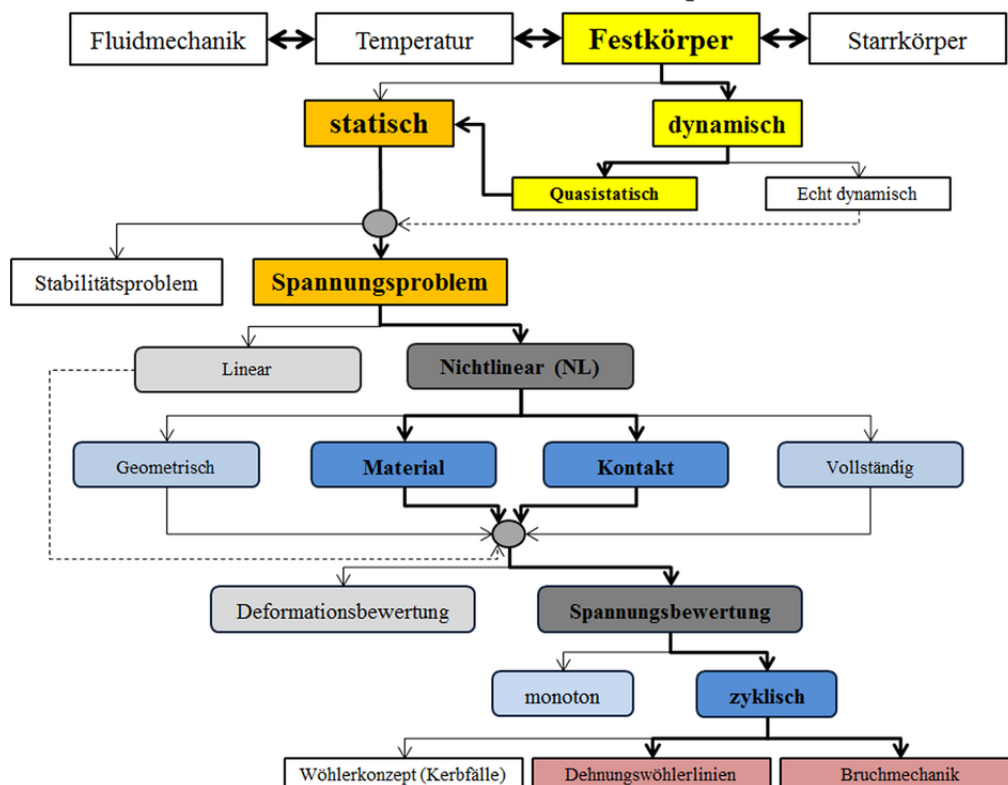 Fluidmechanik
Temperatur
Festkörper
Starrkörper
statisch
dynamisch
Quasistatisch
Echt dynamisch
Stabilitätsproblem
Spannungsproblem
Linear
Nichtlinear (NL)
Geometrisch
Material
Kontakt
Vollständig
Deformationsbewertung
Spannungsbewertung
monoton
zyklisch
Wöhlerkonzept (Kerbfälle)
Dehnungswöhlerlinien
Bruchmechanik